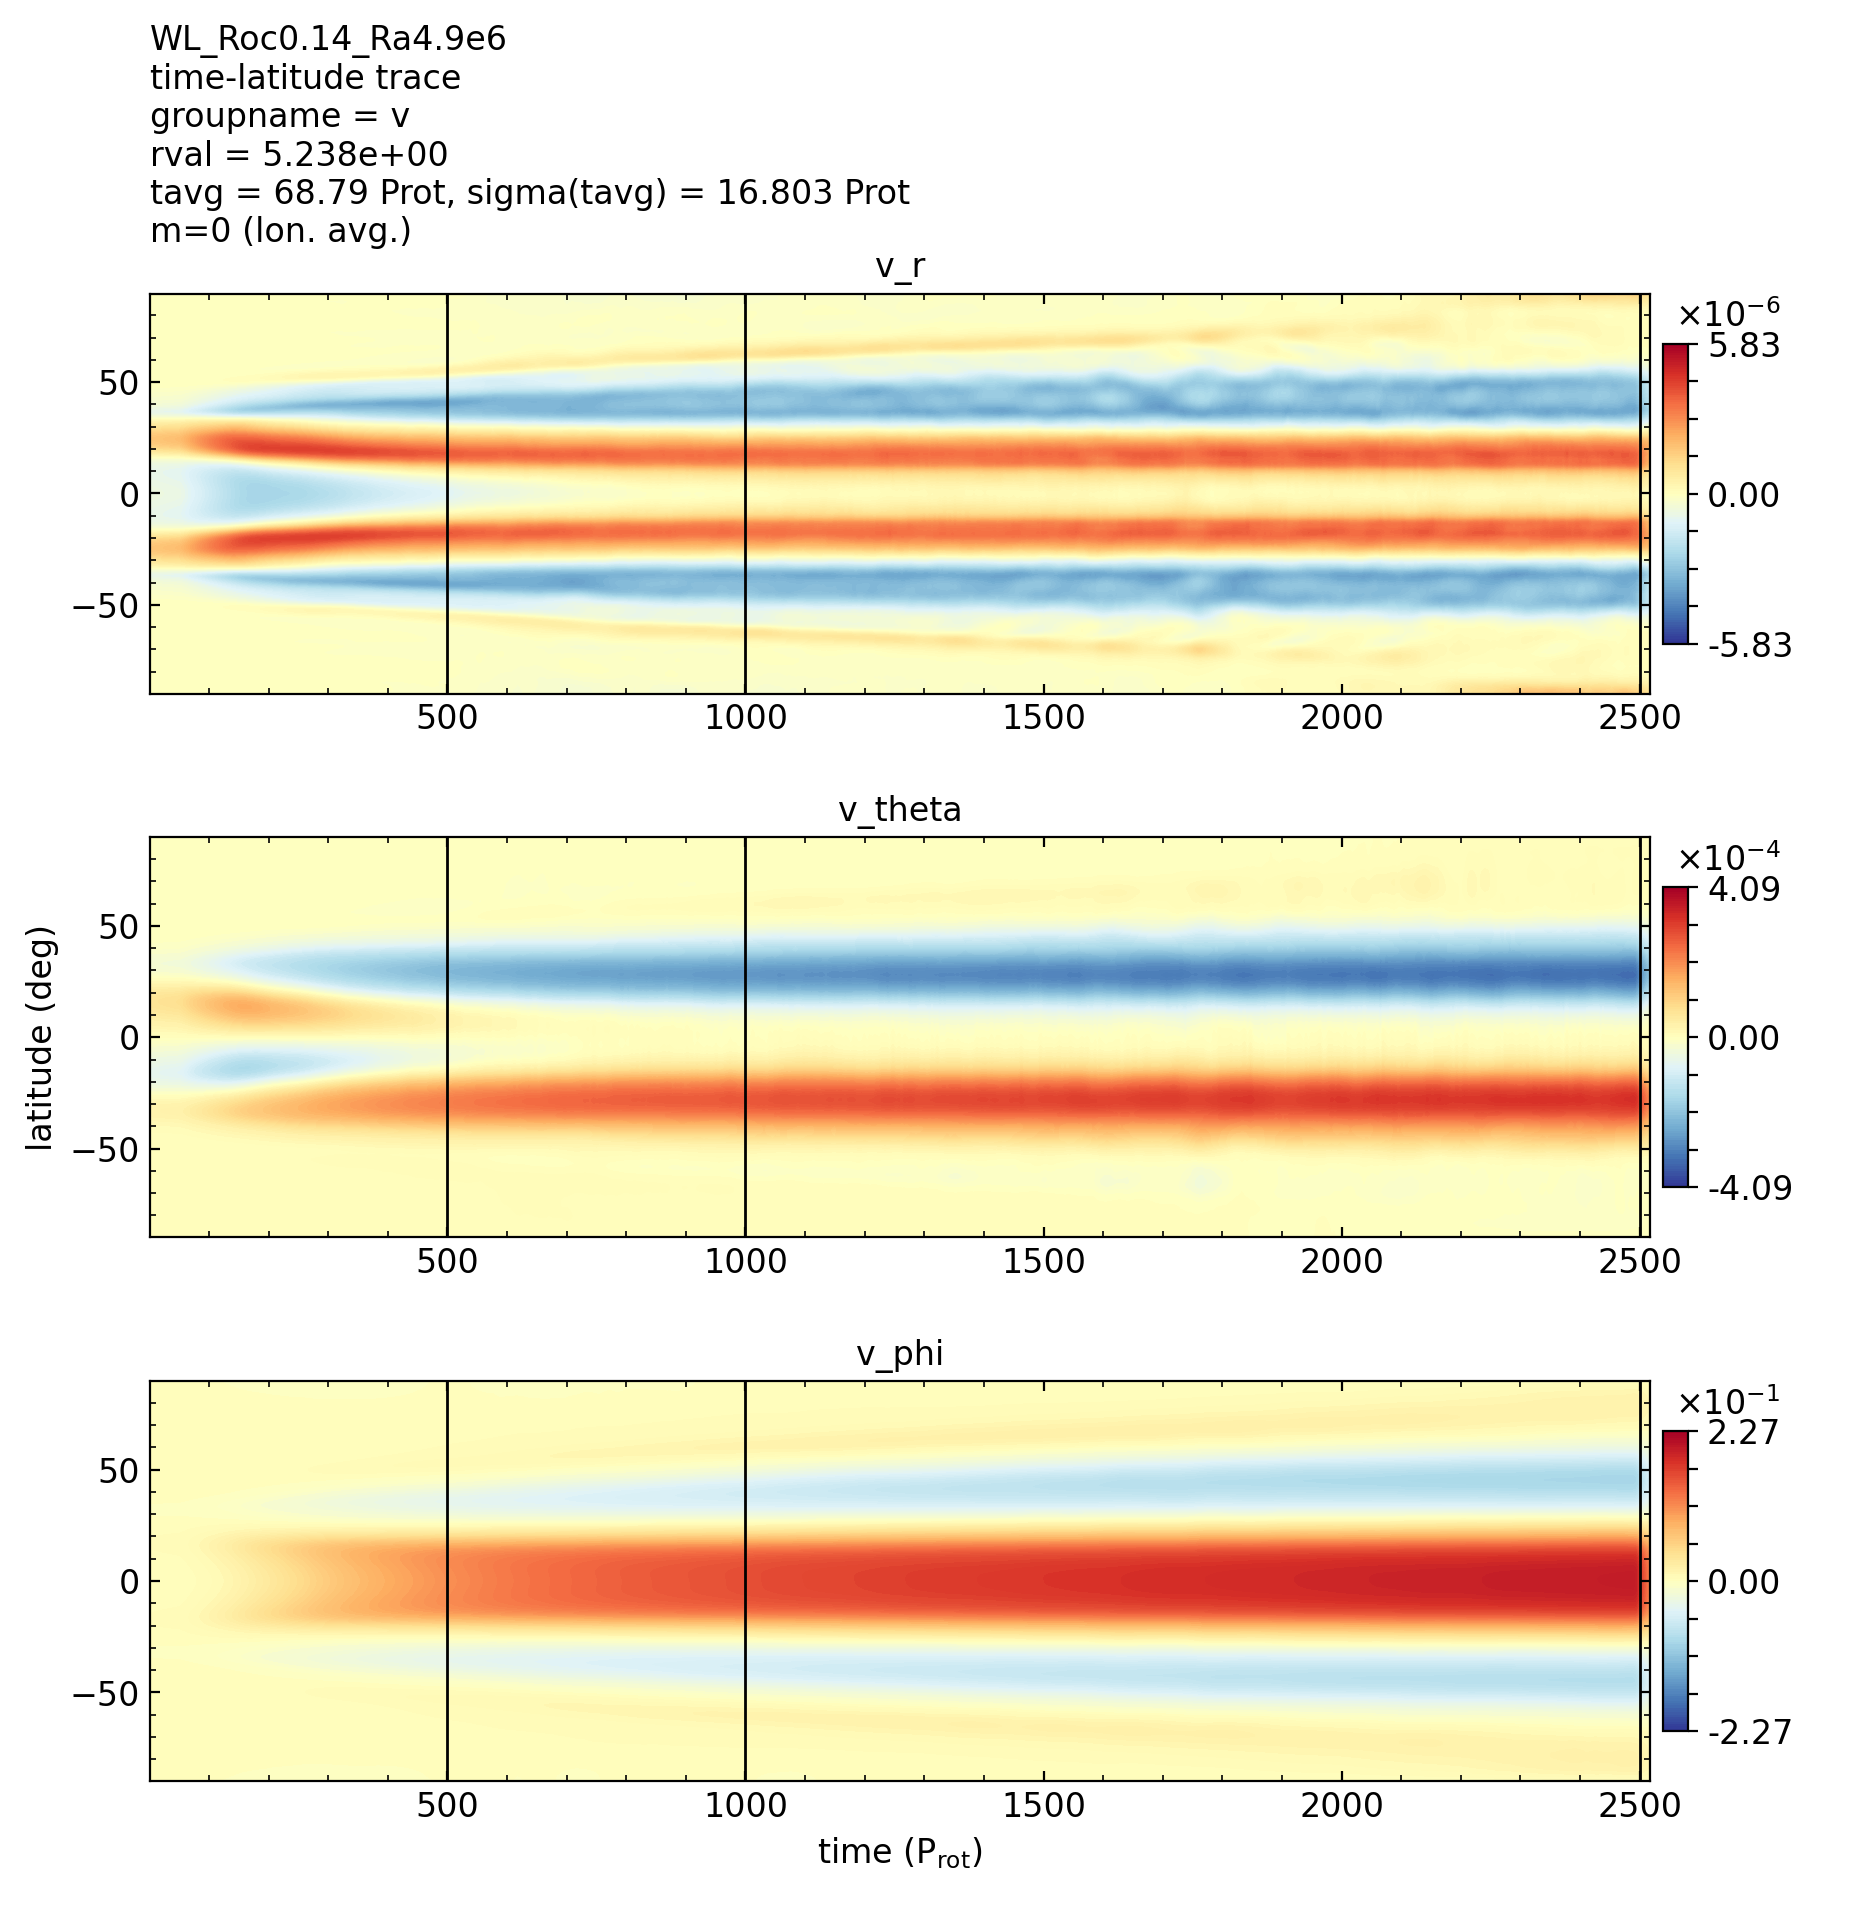 WL_Roc0.14_Ra4.9e6
time-latitude trace
groupname = v
rval = 5.238e+00
tavg = 68.79 Prot, sigma(tavg) = 16.803 Prot
m=0 (lon. avg.)
v_r
×10⁻⁶
5.83
0.00
-5.83
50
0
−50
500 1000 1500 2000 2500
v_theta
×10⁻⁴
4.09
0.00
-4.09
50
0
−50
latitude (deg)
500 1000 1500 2000 2500
v_phi
×10⁻¹
2.27
0.00
-2.27
50
0
−50
500 1000 1500 2000 2500
time (P_rot)